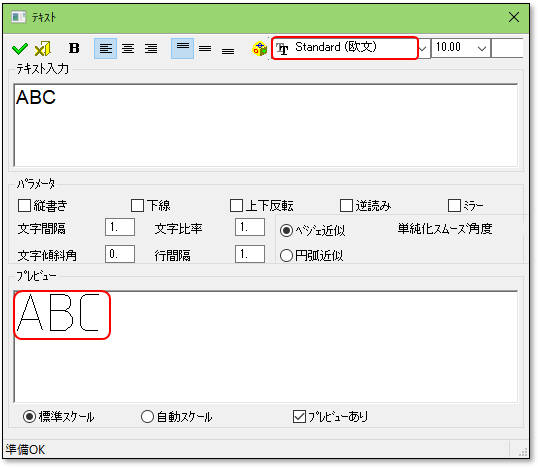 テキスト
B
Standard (欧文)
10.00
テキスト入力
ABC
パラメータ
縦書き
下線
上下反転
逆読み
ミラー
文字間隔
1.
文字比率
1.
ベジェ近似
単純化スムーズ角度
文字傾斜角
0.
行間隔
1.
円弧近似
プレビュー
ABC
標準スケール
自動スケール
プレビューあり
準備OK